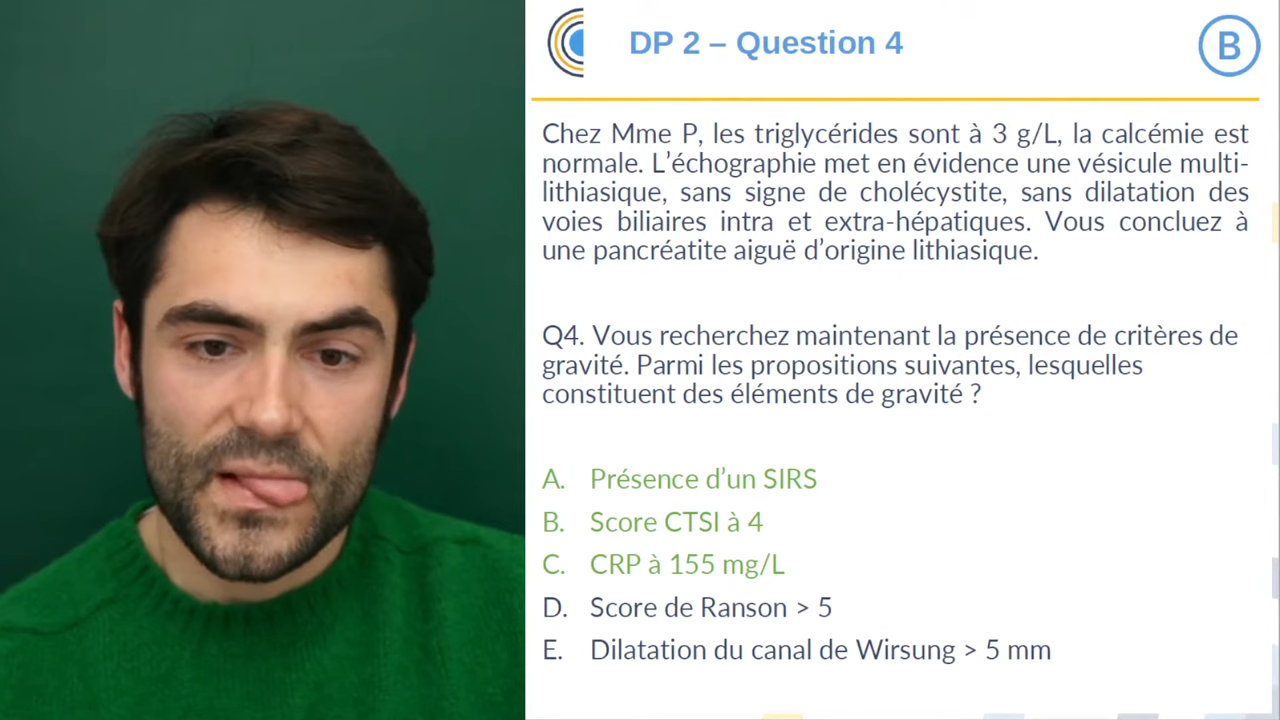 DP 2 – Question 4
B
Chez Mme P, les triglycérides sont à 3 g/L, la calcémie est
normale. L'échographie met en évidence une vésicule multi-
lithiasique, sans signe de cholécystite, sans dilatation des
voies biliaires intra et extra-hépatiques. Vous concluez à
une pancréatite aiguë d'origine lithiasique.
Q4. Vous recherchez maintenant la présence de critères de
gravité. Parmi les propositions suivantes, lesquelles
constituent des éléments de gravité ?
A. Présence d'un SIRS
B. Score CTSI à 4
C. CRP à 155 mg/L
D. Score de Ranson > 5
E. Dilatation du canal de Wirsung > 5 mm